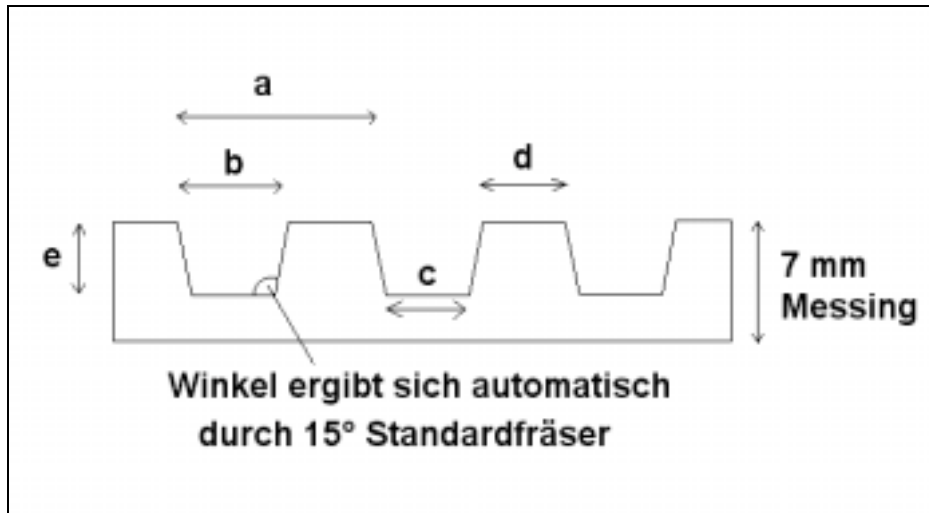 a
b
d
e
c
7 mm
Messing
Winkel ergibt sich automatisch
durch 15° Standardfräser